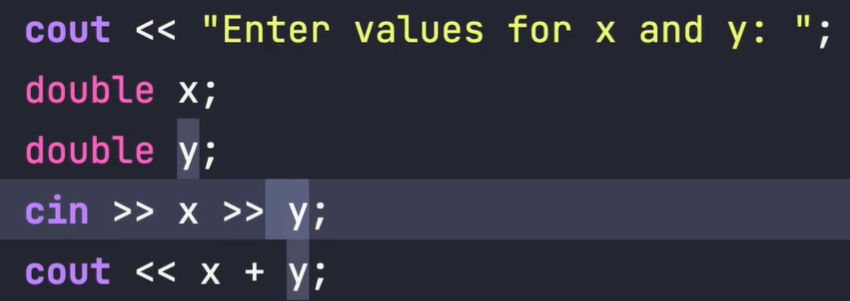 cout << "Enter values for x and y: ";
double x;
double y;
cin >> x >> y;
cout << x + y;